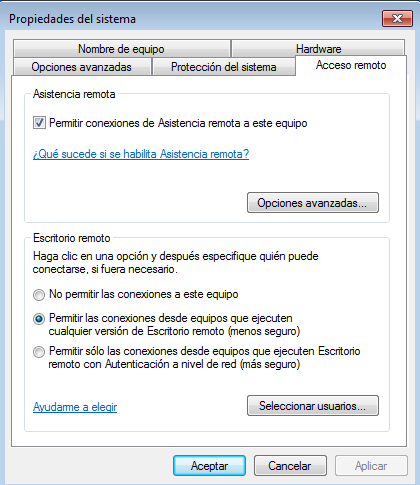 Propiedades del sistema
Nombre de equipo
Hardware
Opciones avanzadas
Protección del sistema
Acceso remoto
Asistencia remota
Permitir conexiones de Asistencia remota a este equipo
¿Qué sucede si se habilita Asistencia remota?
Opciones avanzadas...
Escritorio remoto
Haga clic en una opción y después especifique quién puede
conectarse, si fuera necesario.
No permitir las conexiones a este equipo
Permitir las conexiones desde equipos que ejecuten
cualquier versión de Escritorio remoto (menos seguro)
Permitir sólo las conexiones desde equipos que ejecuten Escritorio
remoto con Autenticación a nivel de red (más seguro)
Ayudarme a elegir
Seleccionar usuarios...
Aceptar
Cancelar
Aplicar